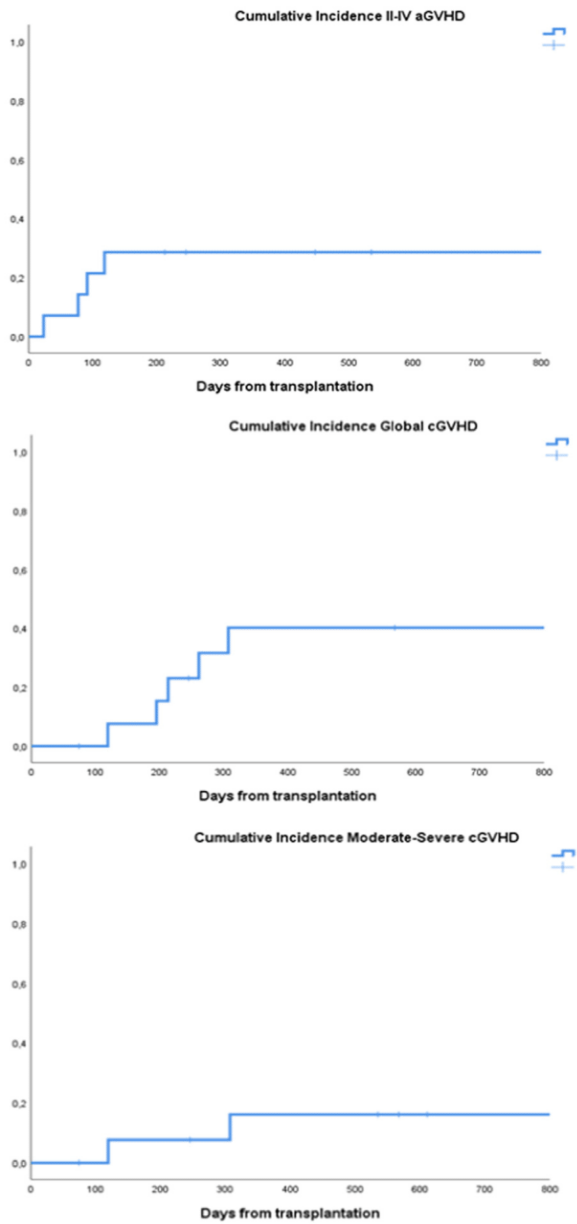 Cumulative Incidence II-IV aGVHD
1,0
0,8
0,6
0,4
0,2
0,0
0 100 200 300 400 500 600 700 800
Days from transplantation
Cumulative Incidence Global cGVHD
1,0
0,8
0,6
0,4
0,2
0,0
0 100 200 300 400 500 600 700 800
Days from transplantation
Cumulative Incidence Moderate-Severe cGVHD
1,0
0,8
0,6
0,4
0,2
0,0
0 100 200 300 400 500 600 700 800
Days from transplantation